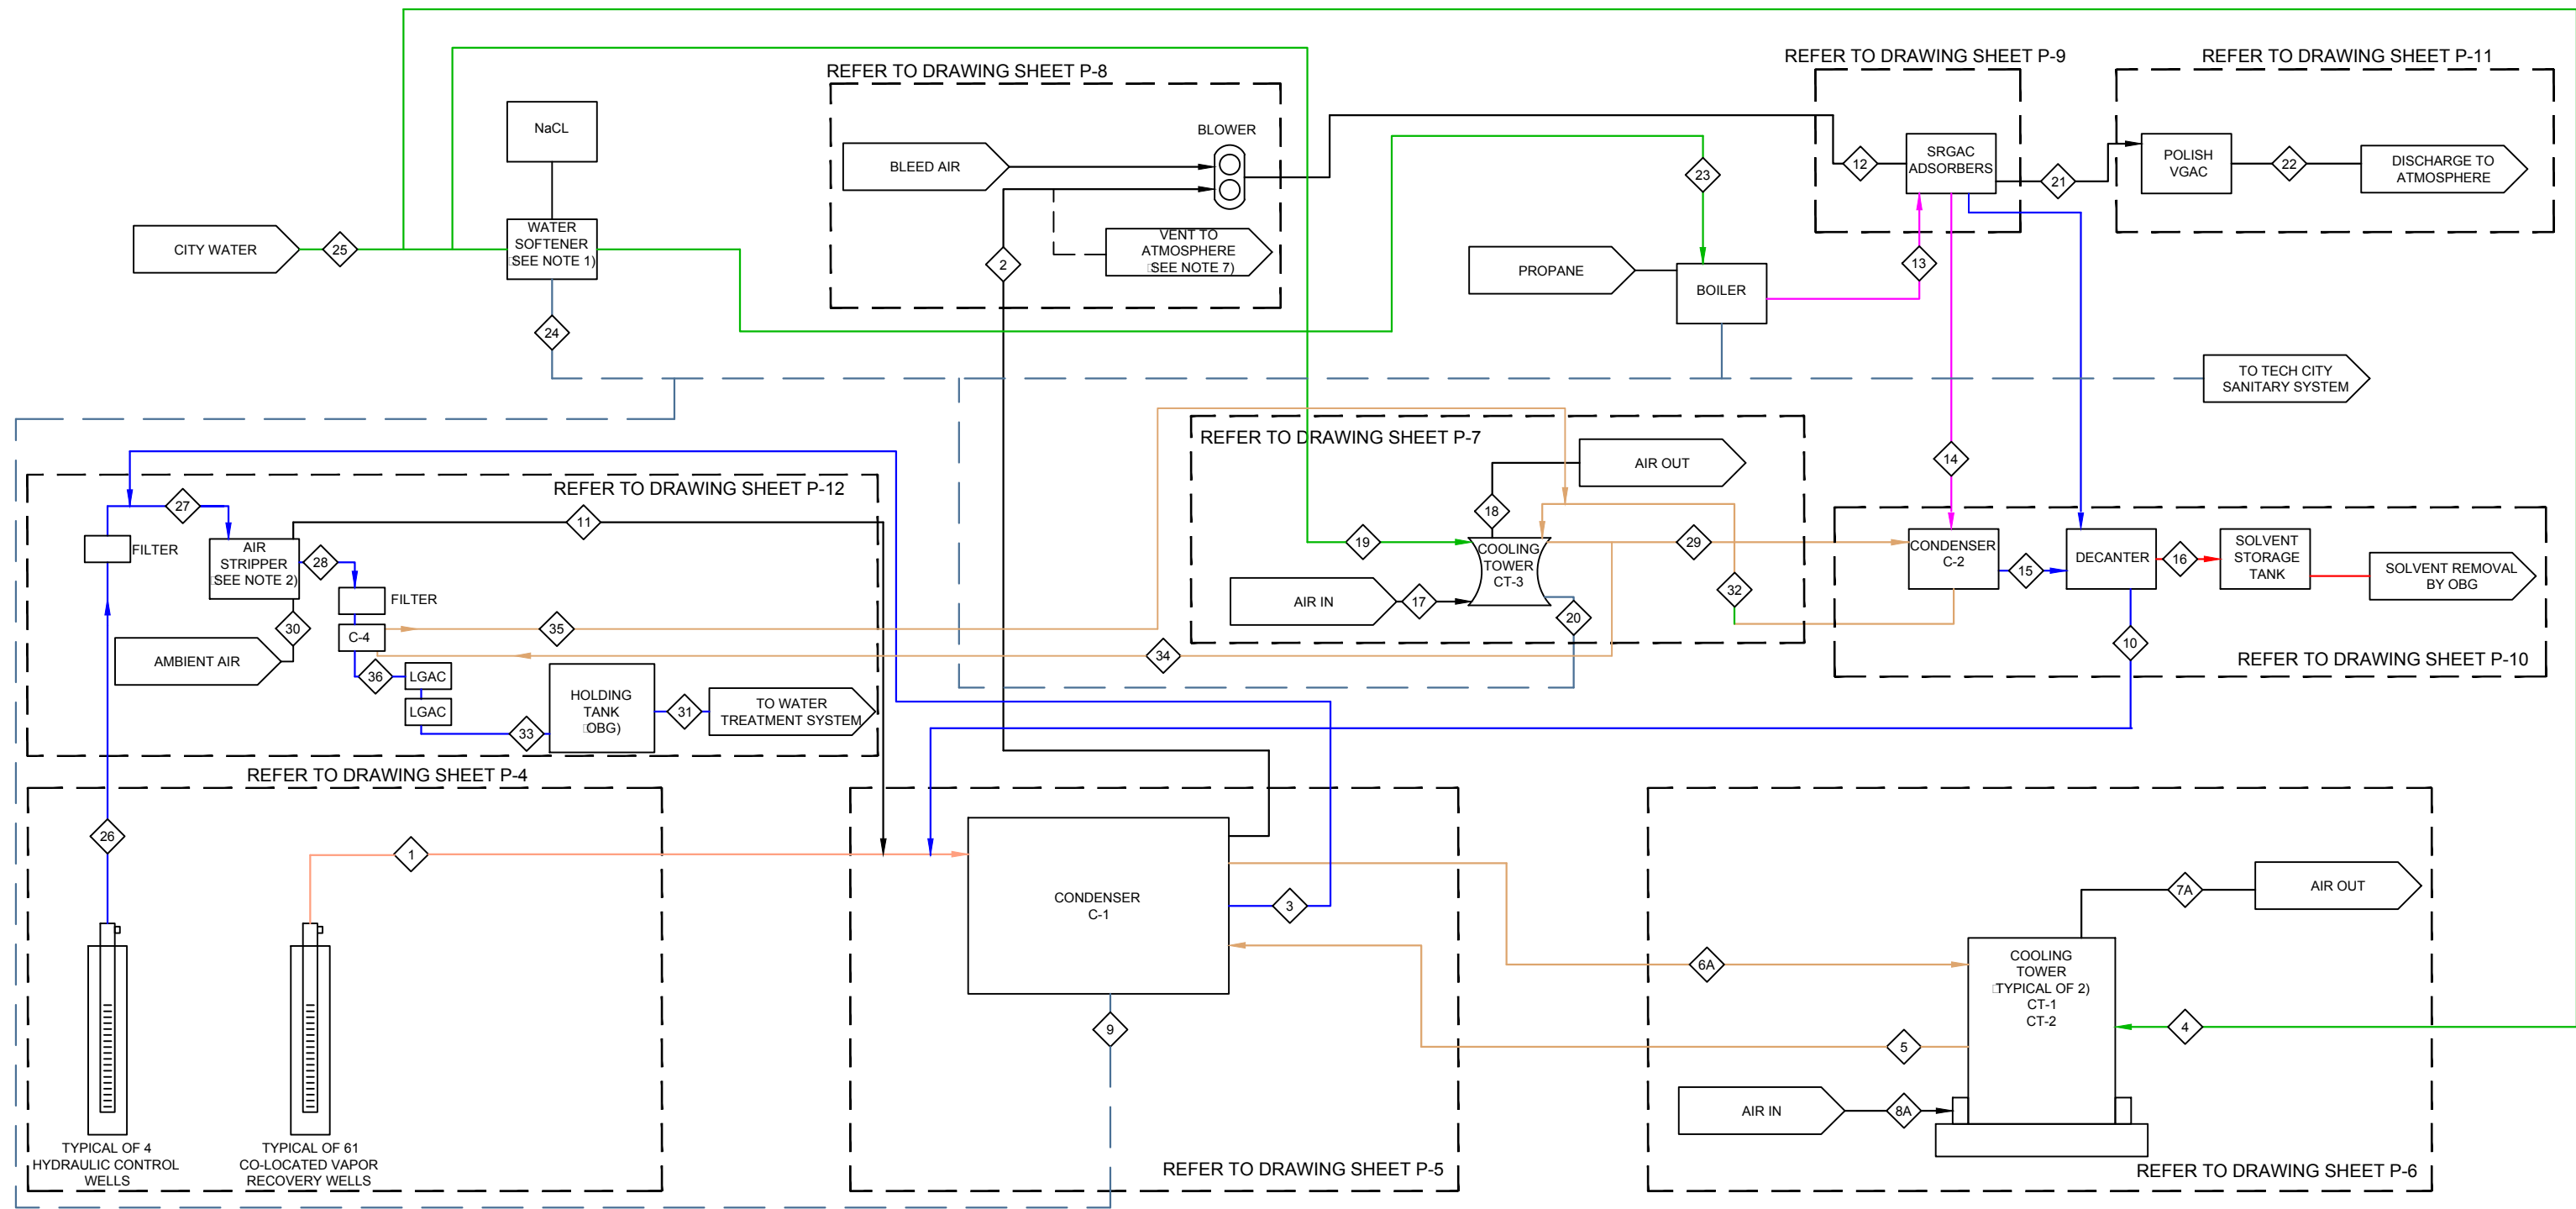 REFER TO DRAWING SHEET P-8
REFER TO DRAWING SHEET P-9
REFER TO DRAWING SHEET P-11
NaCL
BLOWER
BLEED AIR
12
SRGAC
ADSORBERS
21
POLISH
VGAC
22
DISCHARGE TO
ATMOSPHERE
23
CITY WATER
25
WATER
SOFTENER
SEE NOTE 1)
2
VENT TO
ATMOSPHERE
SEE NOTE 7)
PROPANE
BOILER
13
24
TO TECH CITY
SANITARY SYSTEM
REFER TO DRAWING SHEET P-7
AIR OUT
14
REFER TO DRAWING SHEET P-12
27
11
18
FILTER
AIR
STRIPPER
SEE NOTE 2)
28
19
COOLING
TOWER
CT-3
29
CONDENSER
C-2
15
DECANTER
16
SOLVENT
STORAGE
TANK
SOLVENT REMOVAL
BY OBG
FILTER
AIR IN
17
20
32
30
C-4
35
AMBIENT AIR
34
10
REFER TO DRAWING SHEET P-10
36
LGAC
LGAC
33
HOLDING
TANK
OBG)
31
TO WATER
TREATMENT SYSTEM
REFER TO DRAWING SHEET P-4
26
1
CONDENSER
C-1
3
7A
AIR OUT
6A
COOLING
TOWER
TYPICAL OF 2)
CT-1
CT-2
4
9
5
AIR IN
8A
TYPICAL OF 4
HYDRAULIC CONTROL
WELLS
TYPICAL OF 61
CO-LOCATED VAPOR
RECOVERY WELLS
REFER TO DRAWING SHEET P-5
REFER TO DRAWING SHEET P-6